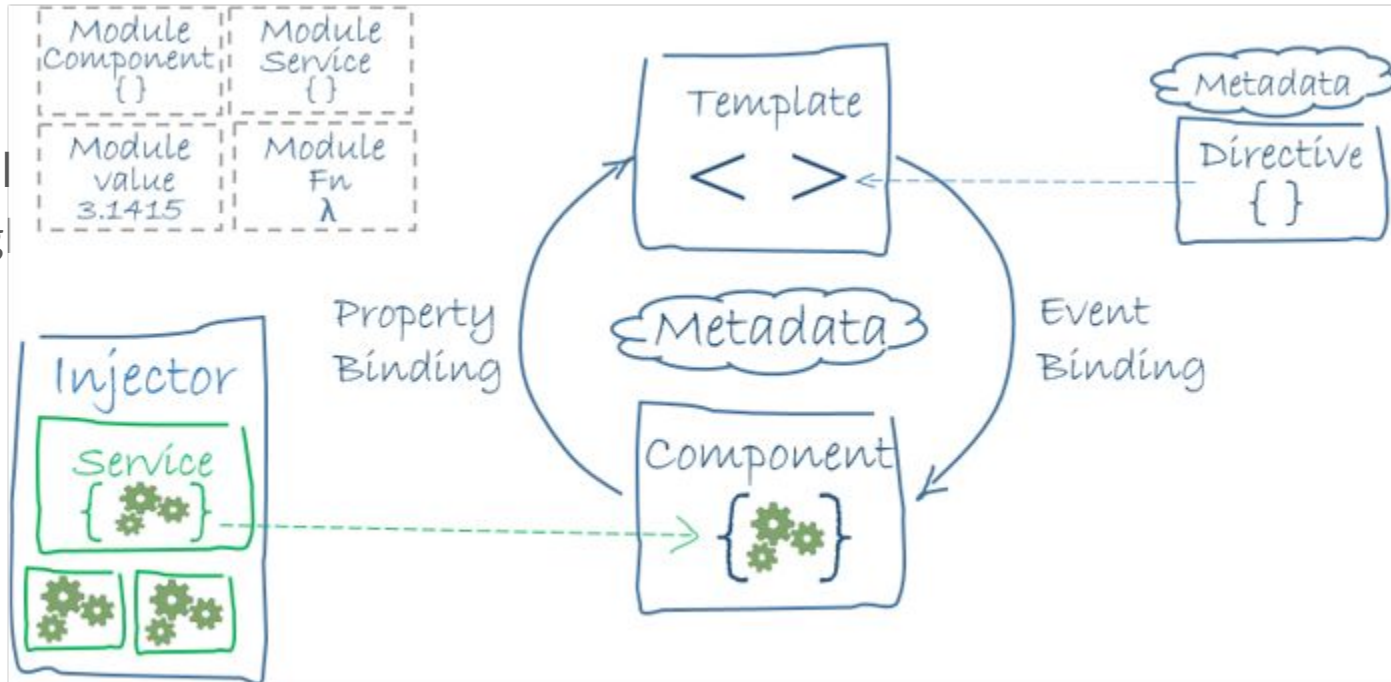 Module
Component
{ }
Module
Service
{ }
Module
value
3.1415
Module
Fn
λ
Template
< >
Metadata
Directive
{ }
Property
Binding
Metadata
Event
Binding
Injector
Service
{ }
Component
{ }